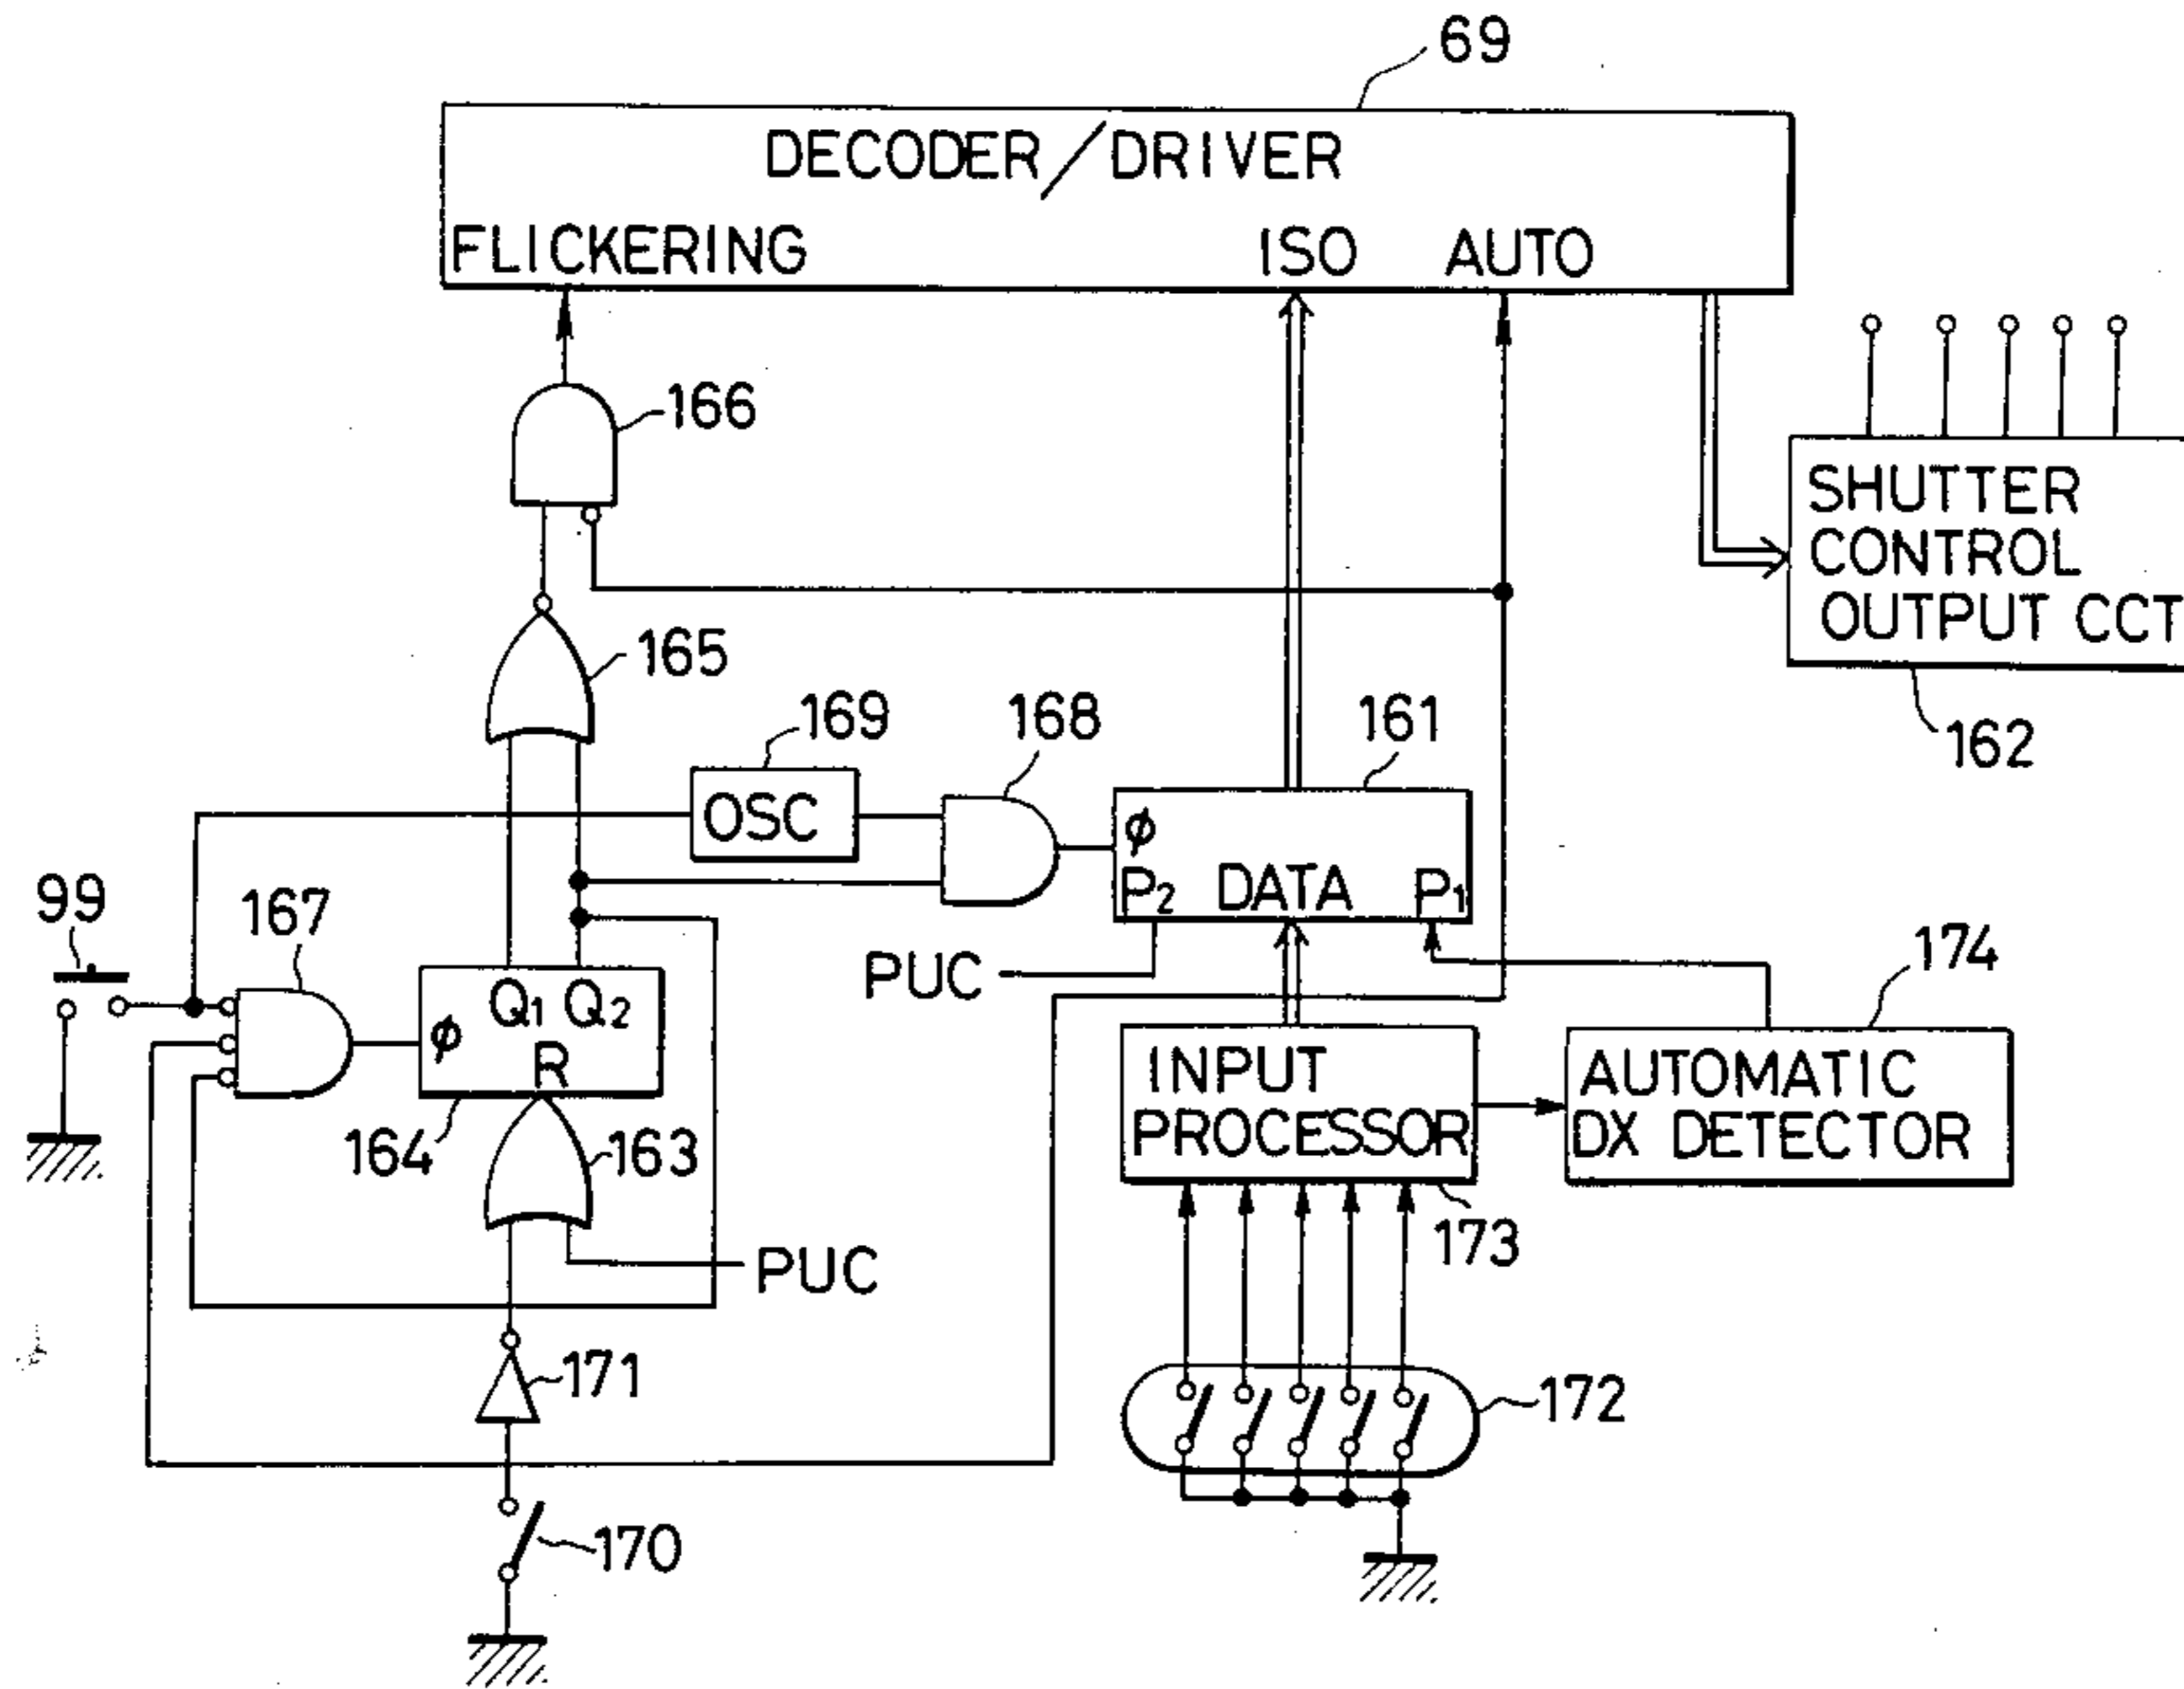 69
DECODER/DRIVER
FLICKERING ISO AUTO
166
SHUTTER
CONTROL
OUTPUT CCT
165
169
168
161
162
OSC
ϕ
P2 DATA P1
99
167
PUC
174
Q1 Q2
ϕ
R
INPUT
PROCESSOR
AUTOMATIC
DX DETECTOR
164
163
173
PUC
171
172
170